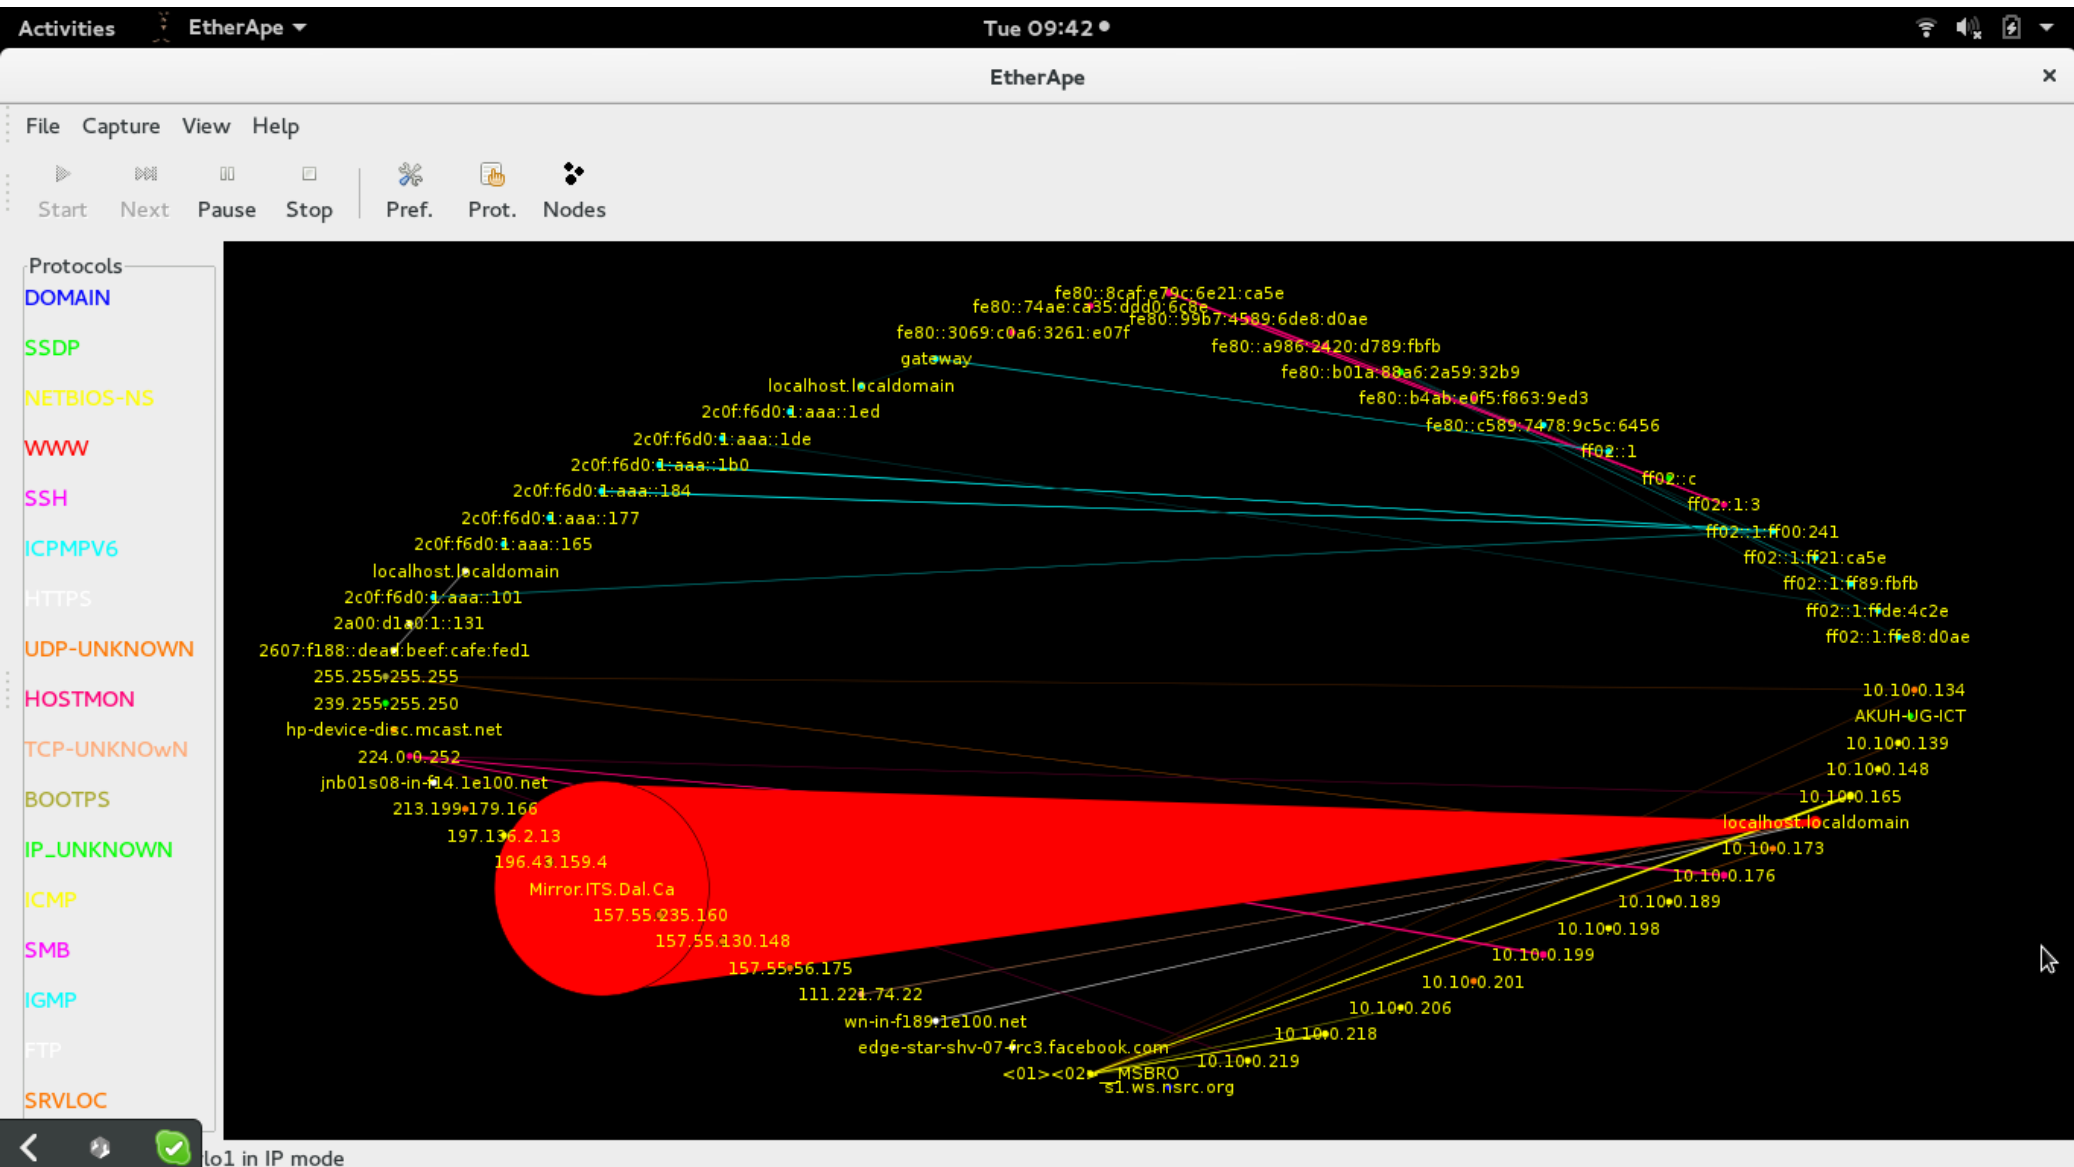 Activities EtherApe Tue 09:42
EtherApe
File Capture View Help
Start Next Pause Stop Pref. Prot. Nodes
Protocols
DOMAIN
SSDP
NETBIOS-NS
WWW
SSH
ICPMPV6
HTTPS
UDP-UNKNOWN
HOSTMON
TCP-UNKNOwN
BOOTPS
IP_UNKNOWN
ICMP
SMB
IGMP
FTP
SRVLOC
fe80::8caf:e79c:6e21:ca5e
fe80::74ae:ca35:ddd0:6c8e
fe80::99b7:4589:6de8:d0ae
fe80::3069:c0a6:3261:e07f
fe80::a986:2420:d789:fbfb
gateway
fe80::b01a:88a6:2a59:32b9
localhost.localdomain
fe80::b4ab:e0f5:f863:9ed3
2c0f:f6d0:1:aaa::1ed
fe80::c589:7478:9c5c:6456
2c0f:f6d0:1:aaa::1de
ff02::1
2c0f:f6d0:1:aaa::1b0
ff02::c
2c0f:f6d0:1:aaa::184
ff02::1:3
2c0f:f6d0:1:aaa::177
ff02::1:ff00:241
2c0f:f6d0:1:aaa::165
ff02::1:ff21:ca5e
localhost.localdomain
ff02::1:ff89:fbfb
2c0f:f6d0:1:aaa::101
ff02::1:ffde:4c2e
2a00:d1a0:1::131
ff02::1:ffe8:d0ae
2607:f188::dead:beef:cafe:fed1
255.255.255.255
10.10.0.134
239.255.255.250
AKUH-UG-ICT
hp-device-disc.mcast.net
10.10.0.139
224.0.0.252
10.10.0.148
jnb01s08-in-f14.1e100.net
10.10.0.165
213.199.179.166
localhost.localdomain
197.136.2.13
10.10.0.173
196.43.159.4
10.10.0.176
Mirror.ITS.Dal.Ca
10.10.0.189
157.55.235.160
10.10.0.198
157.55.130.148
10.10.0.199
157.55.56.175
10.10.0.201
111.221.74.22
10.10.0.206
wn-in-f189.1e100.net
10.10.0.218
edge-star-shv-07-frc3.facebook.com
10.10.0.219
<01><02>__MSBRO
s1.ws.nsrc.org
lo1 in IP mode